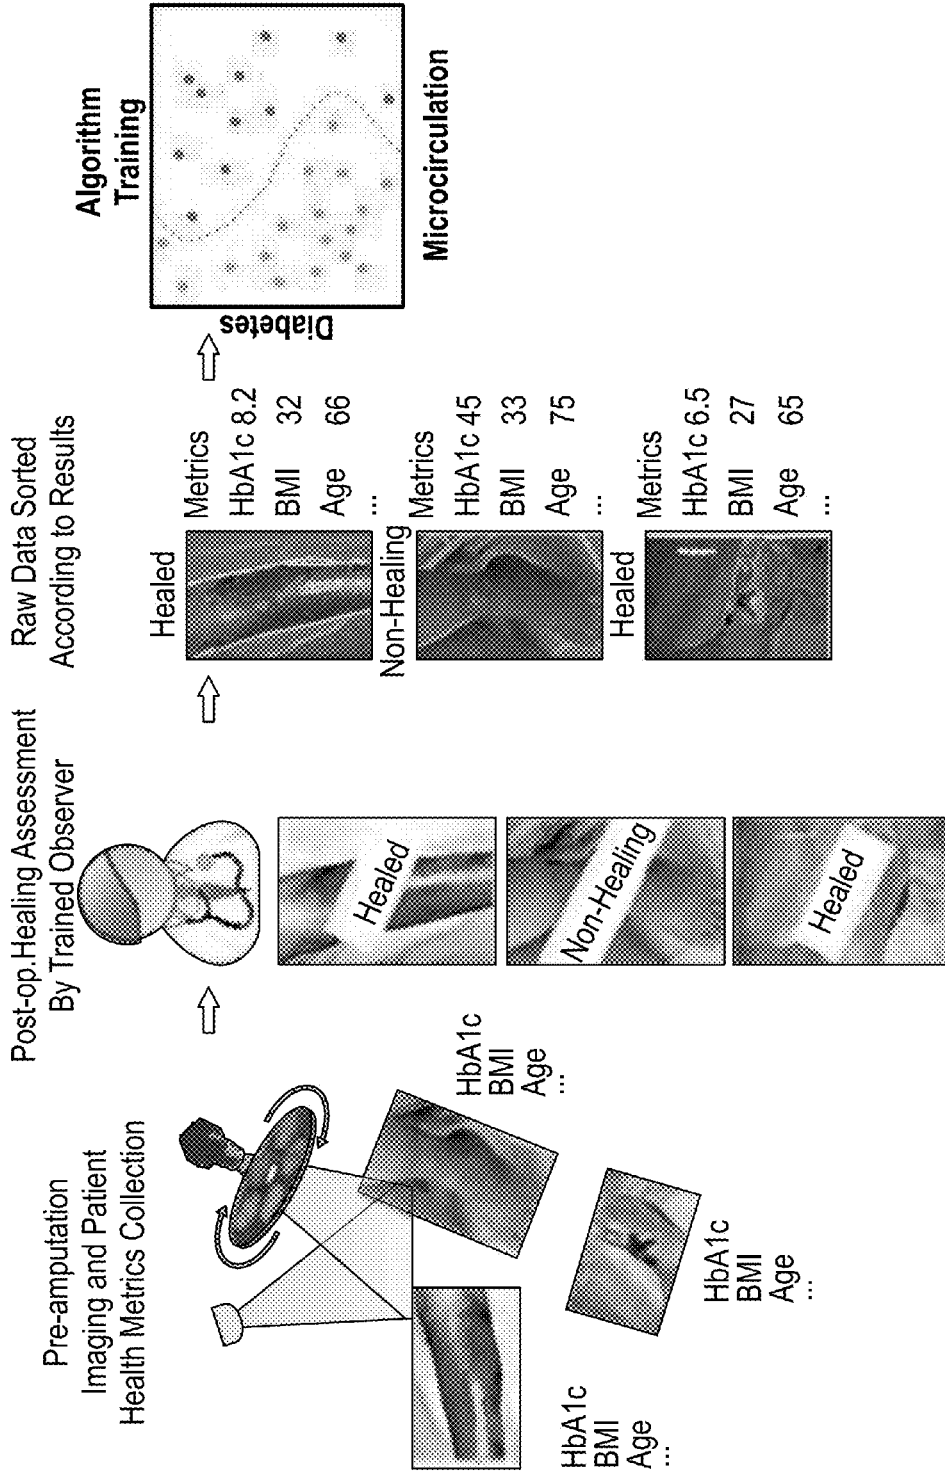 Pre-amputation
Imaging and Patient
Health Metrics Collection
HbA1c
BMI
Age
...
HbA1c
BMI
Age
...
HbA1c
BMI
Age
...
Post-op.Healing Assessment
By Trained Observer
Healed
Non-Healing
Healed
Raw Data Sorted
According to Results
Healed
Metrics
HbA1c 8.2
BMI 32
Age 66
...
Non-Healing
Metrics
HbA1c 45
BMI 33
Age 75
...
Healed
Metrics
HbA1c 6.5
BMI 27
Age 65
...
Algorithm
Training
Diabetes
Microcirculation